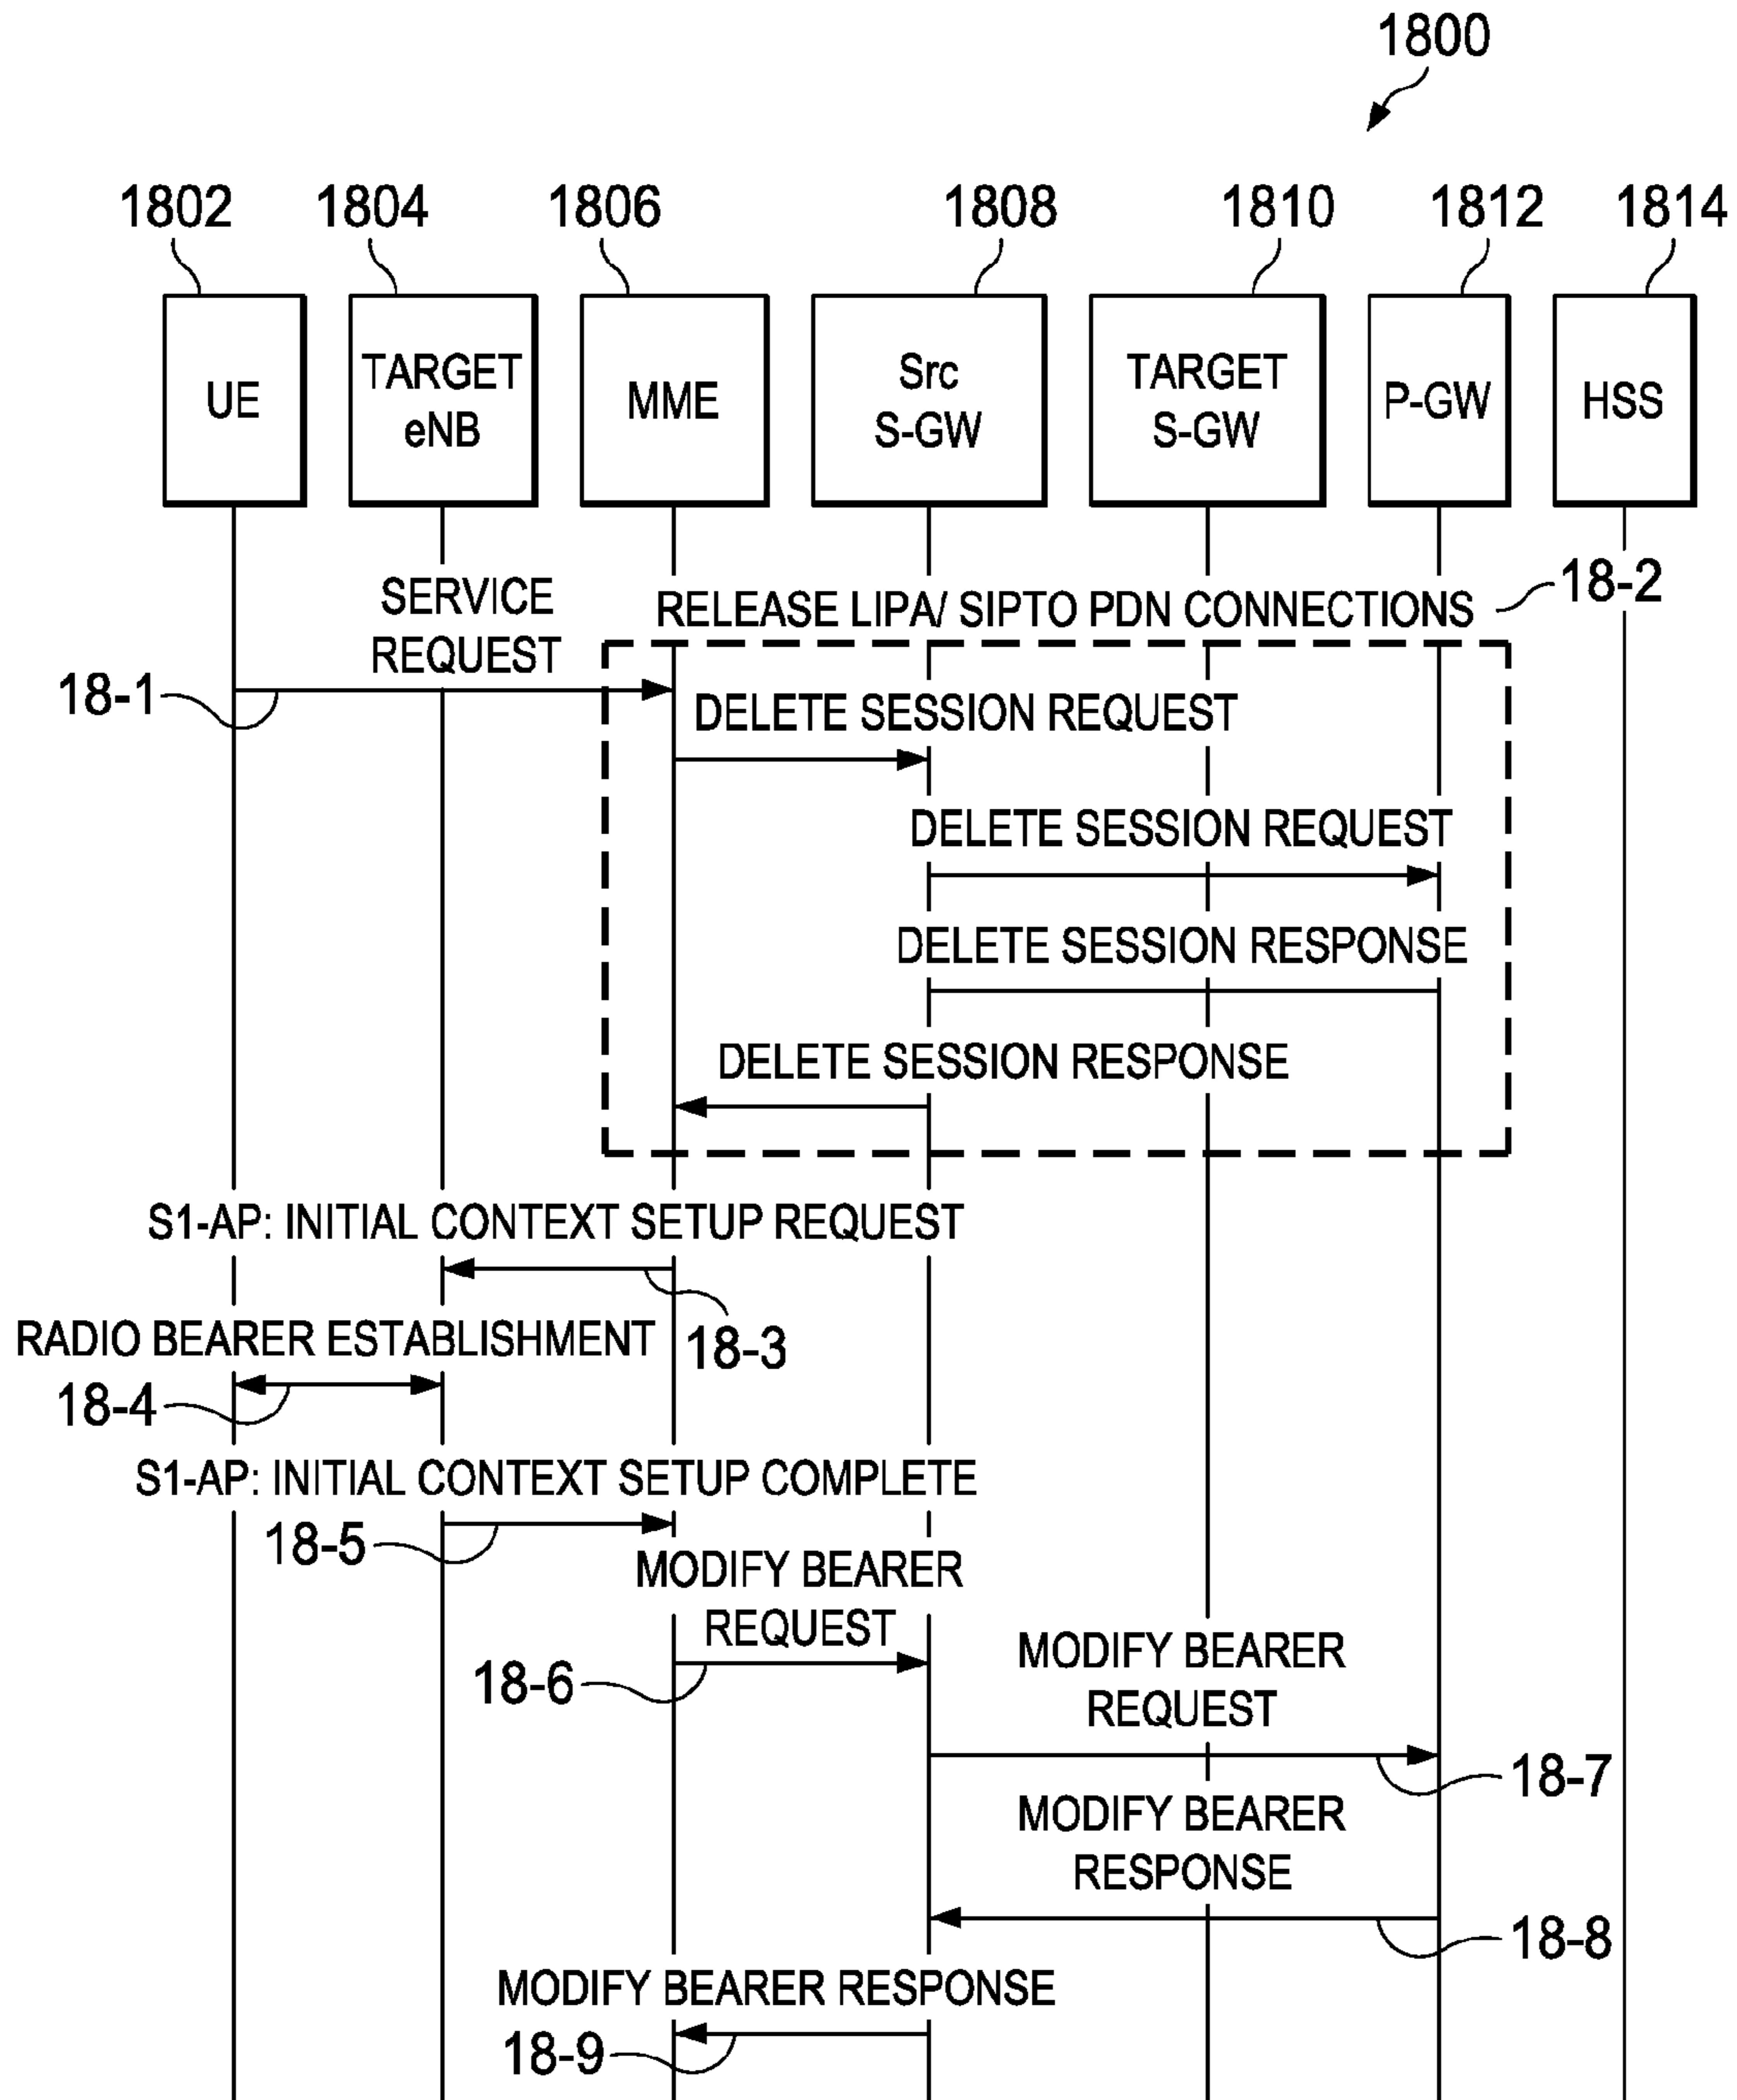 1800
1802
1804
1806
1808
1810
1812
1814
UE
TARGET
eNB
MME
Src
S-GW
TARGET
S-GW
P-GW
HSS
SERVICE
REQUEST
18-1
RELEASE LIPA/ SIPTO PDN CONNECTIONS
18-2
DELETE SESSION REQUEST
DELETE SESSION REQUEST
DELETE SESSION RESPONSE
DELETE SESSION RESPONSE
S1-AP: INITIAL CONTEXT SETUP REQUEST
18-3
RADIO BEARER ESTABLISHMENT
18-4
S1-AP: INITIAL CONTEXT SETUP COMPLETE
18-5
MODIFY BEARER
REQUEST
18-6
MODIFY BEARER
REQUEST
18-7
MODIFY BEARER
RESPONSE
18-8
MODIFY BEARER RESPONSE
18-9